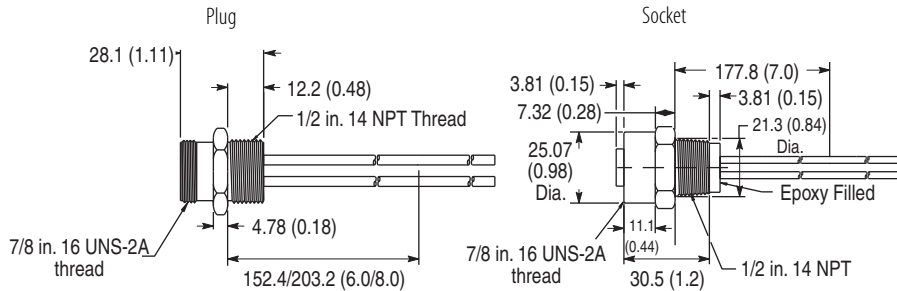 Plug
28.1 (1.11)
12.2 (0.48)
1/2 in. 14 NPT Thread
4.78 (0.18)
7/8 in. 16 UNS-2A
thread
152.4/203.2 (6.0/8.0)
Socket
177.8 (7.0)
3.81 (0.15)
3.81 (0.15)
7.32 (0.28)
21.3 (0.84)
Dia.
25.07
(0.98)
Dia.
Epoxy Filled
11.1
(0.44)
7/8 in. 16 UNS-2A
thread
1/2 in. 14 NPT
30.5 (1.2)